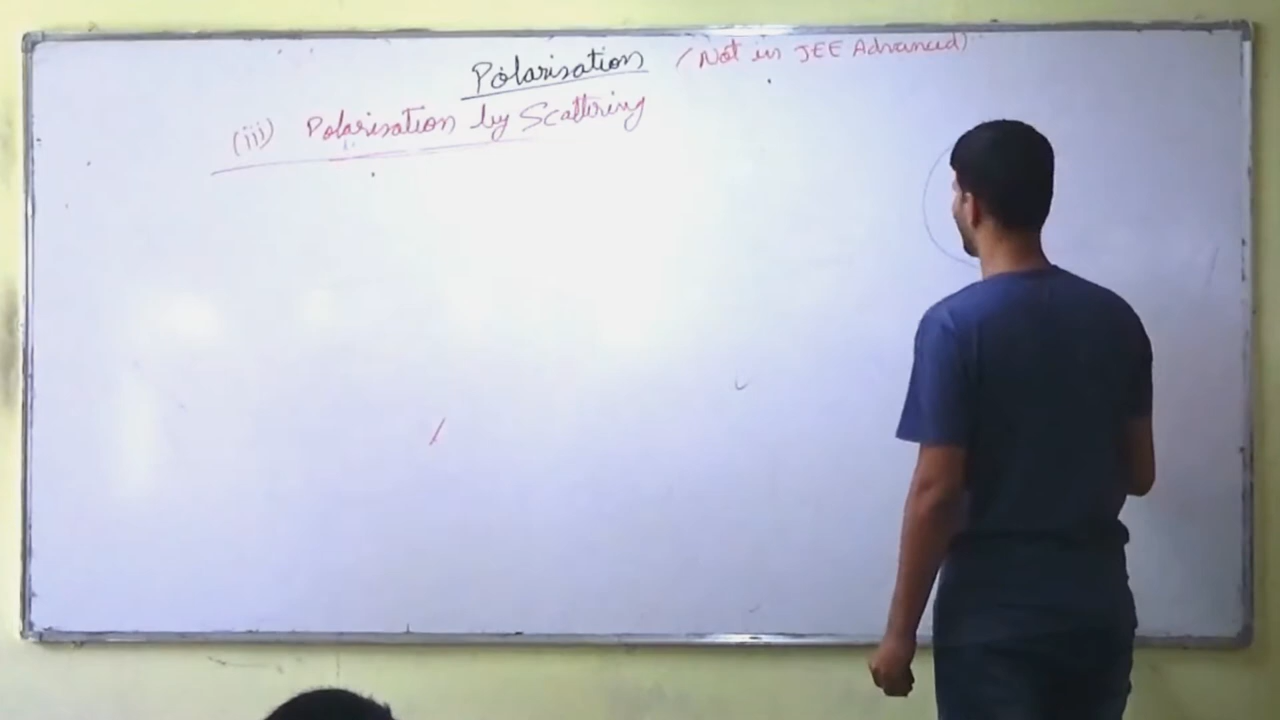 Polarisation (Not in JEE Advanced)
(iii) Polarisation by Scattering